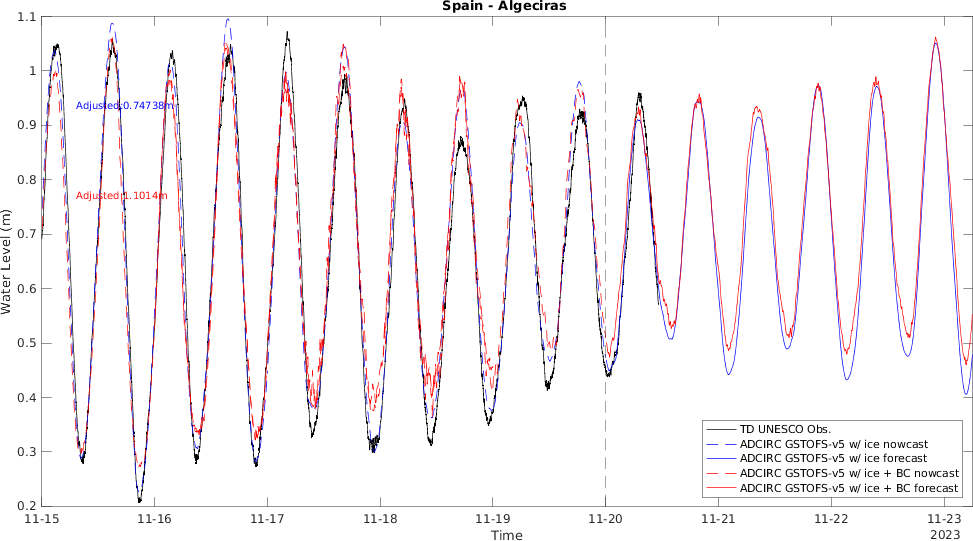 Spain - Algeciras
1.1
1
0.9
0.8
0.7
0.6
0.5
0.4
0.3
0.2
Water Level (m)
Adjusted:0.74738m
Adjusted:1.1014m
TD UNESCO Obs.
ADCIRC GSTOFS-v5 w/ ice nowcast
ADCIRC GSTOFS-v5 w/ ice forecast
ADCIRC GSTOFS-v5 w/ ice + BC nowcast
ADCIRC GSTOFS-v5 w/ ice + BC forecast
11-15 11-16 11-17 11-18 11-19 11-20 11-21 11-22 11-23
2023
Time